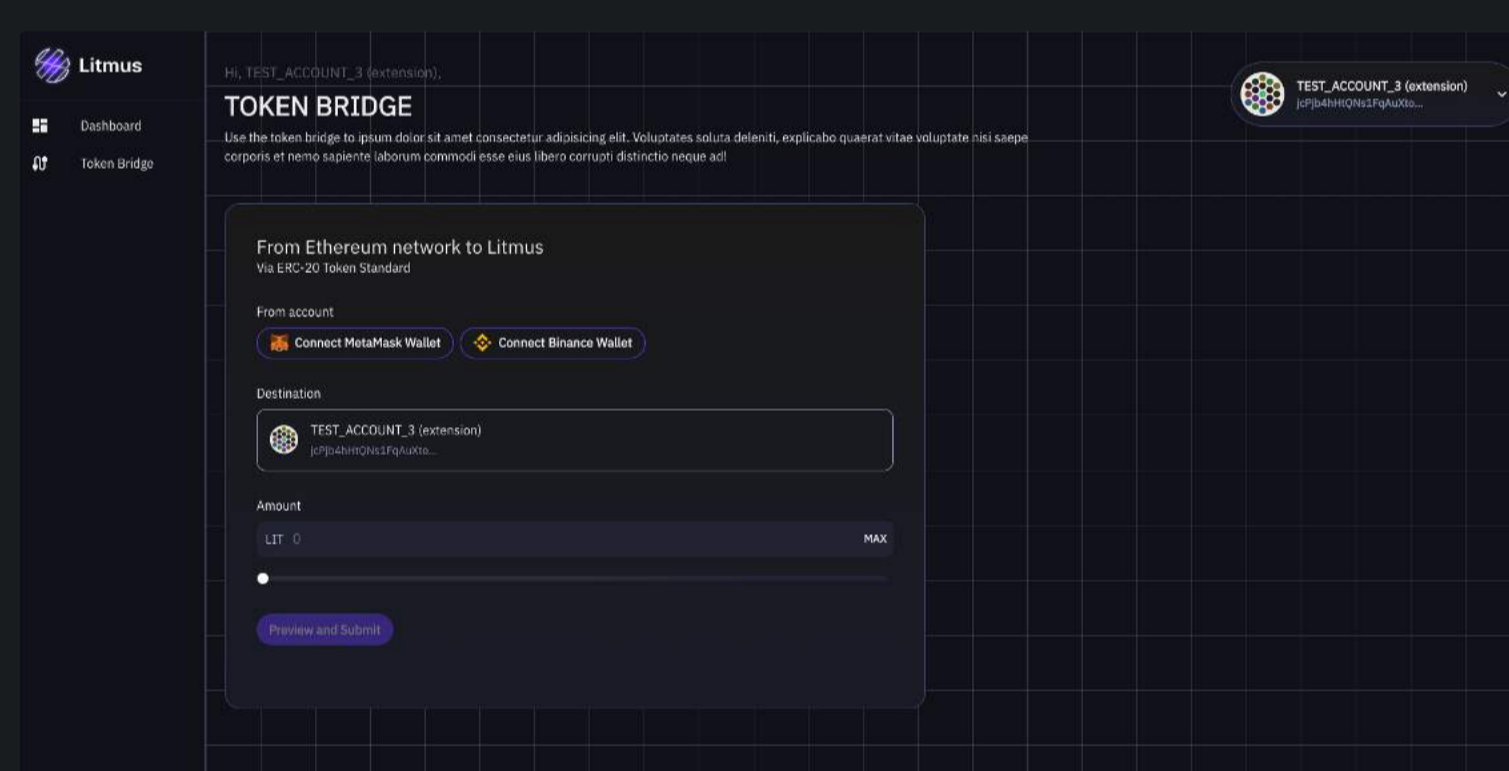 Litmus
Dashboard
Token Bridge
Hi, TEST_ACCOUNT_3 (extension),
TOKEN BRIDGE
Use the token bridge to ipsum dolor sit amet consectetur adipisicing elit. Voluptates soluta deleniti, explicabo quaerat vitae voluptate nisi saepe
corporis et nemo sapiente laborum commodi esse eius libero corrupti distinctio neque ad!
TEST_ACCOUNT_3 (extension)
jcPjb4hHtQNs1FqAuXto...
From Ethereum network to Litmus
Via ERC-20 Token Standard
From account
Connect MetaMask Wallet
Connect Binance Wallet
Destination
TEST_ACCOUNT_3 (extension)
jcPjb4hHtQNs1FqAuXto...
Amount
LIT 0
MAX
Preview and Submit